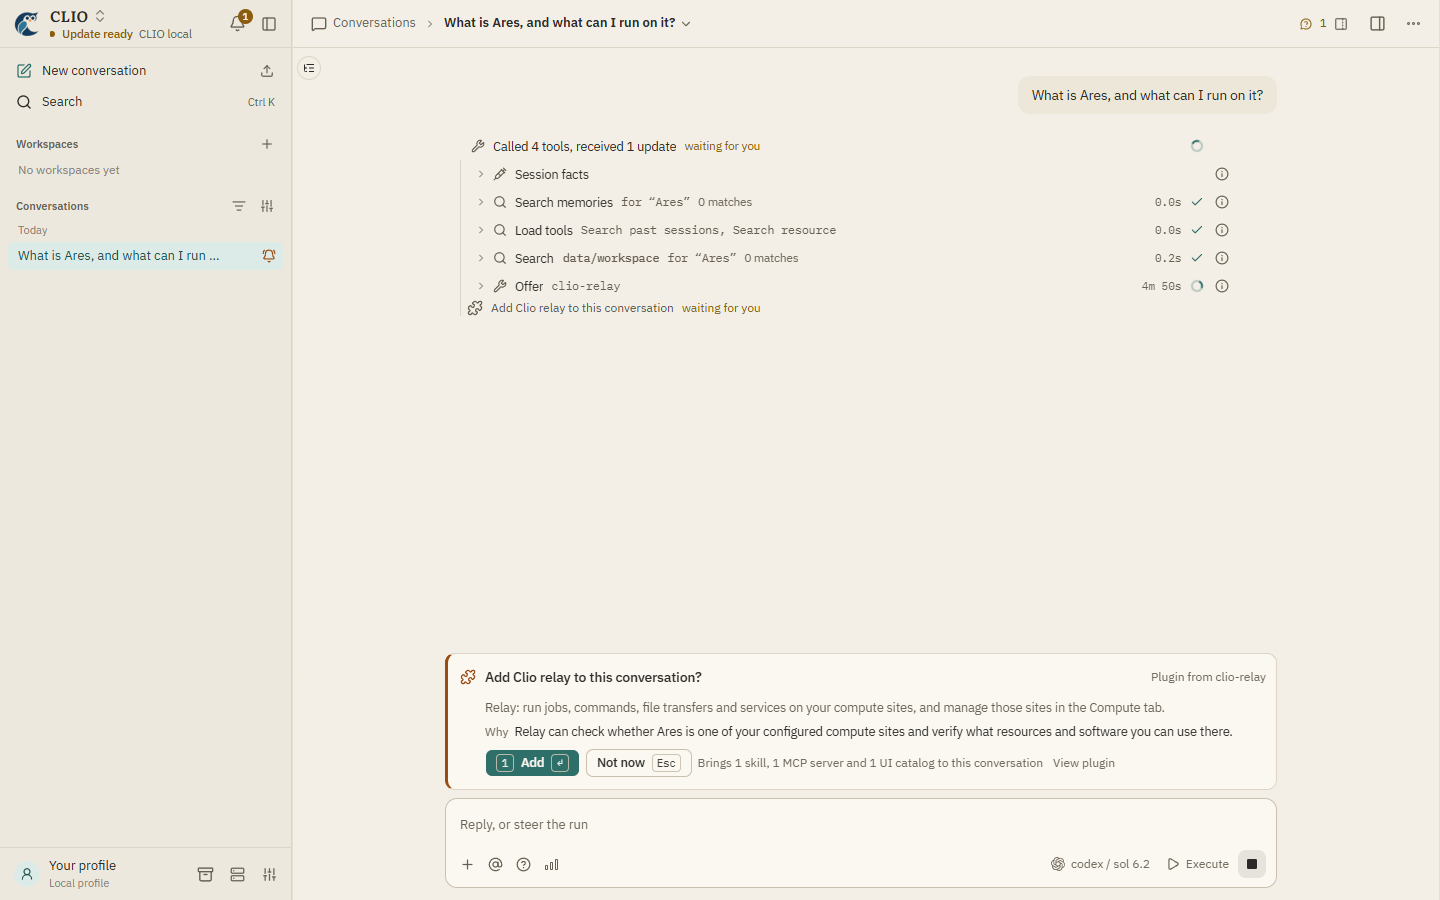 CLIO
1
Update ready CLIO local
New conversation
Search Ctrl K
Workspaces
No workspaces yet
Conversations
Today
What is Ares, and what can I run ...
Your profile
Local profile
Conversations What is Ares, and what can I run on it?
1
What is Ares, and what can I run on it?
Called 4 tools, received 1 update waiting for you
Session facts
Search memories for “Ares” 0 matches 0.0s
Load tools Search past sessions, Search resource 0.0s
Search data/workspace for “Ares” 0 matches 0.2s
Offer clio-relay 4m 50s
Add Clio relay to this conversation waiting for you
Add Clio relay to this conversation? Plugin from clio-relay
Relay: run jobs, commands, file transfers and services on your compute sites, and manage those sites in the Compute tab.
Why Relay can check whether Ares is one of your configured compute sites and verify what resources and software you can use there.
1 Add ↵ Not now Esc Brings 1 skill, 1 MCP server and 1 UI catalog to this conversation View plugin
Reply, or steer the run
codex / sol 6.2 Execute